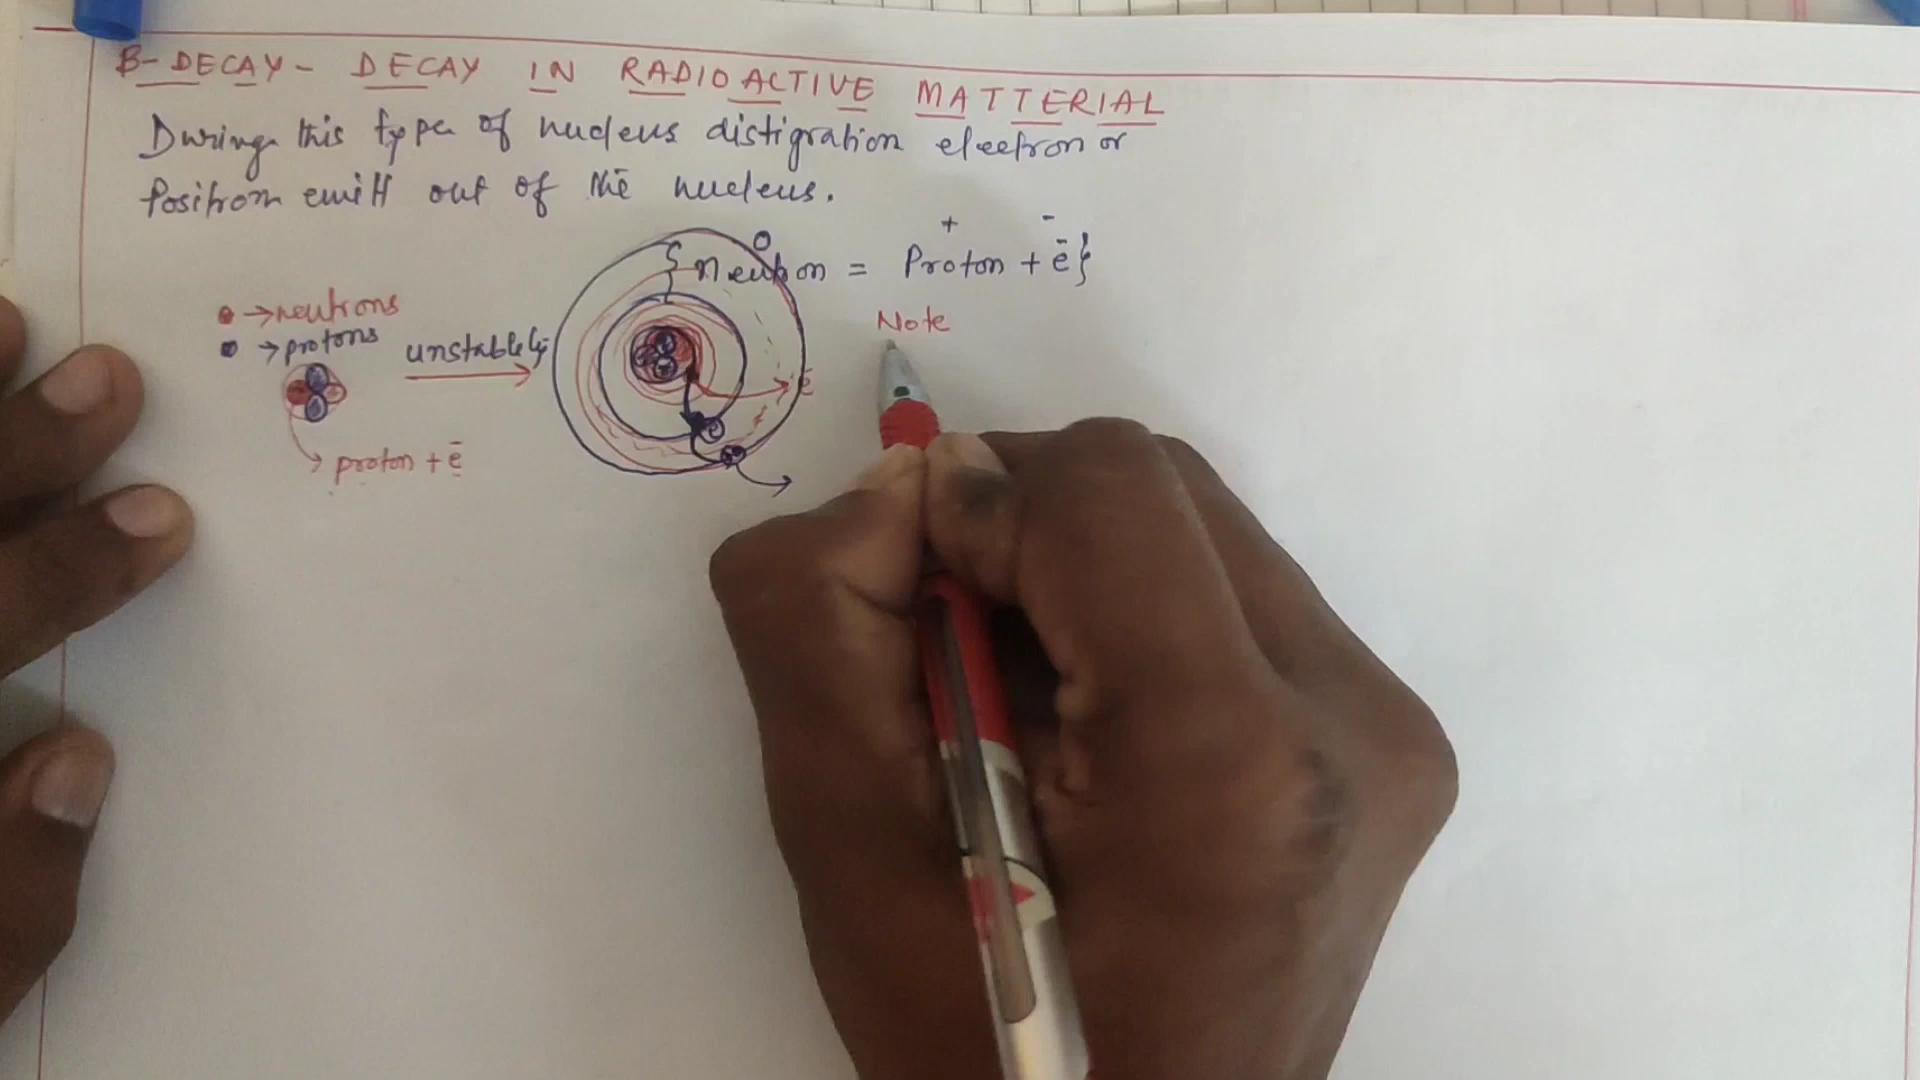 B-DECAY- DECAY IN RADIOACTIVE MATTERIAL
During this type of nucleus distigration electron or
Positron emitt out of the nucleus.
+ -
o
neutron = Proton + e̅ }
Note
→neutrons
→protons
unstablely
e̅
e
proton + e̅